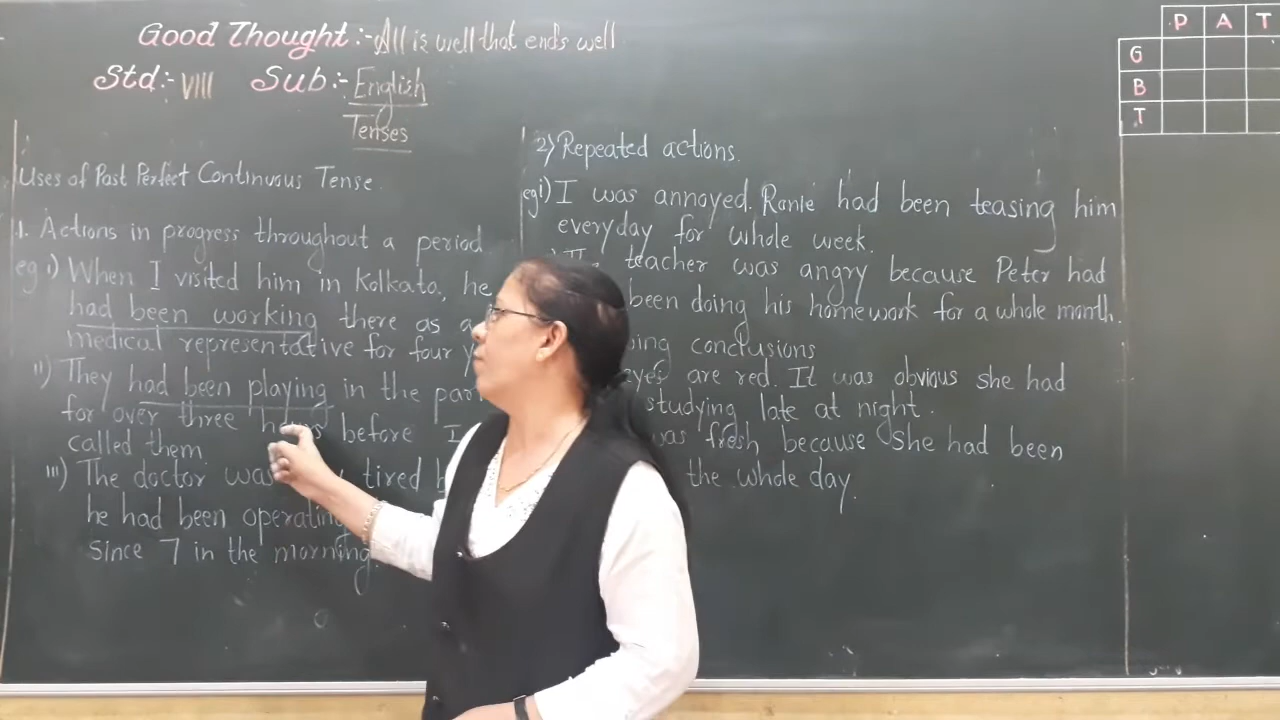 Good Thought :- All is well that ends well
Std:- VIII Sub:- English
Tenses
P A T
G
B
T
Uses of Past Perfect Continuous Tense.
1. Actions in progress throughout a period
eg i) When I visited him in Kolkata, he
had been working there as a
medical representative for four
ii) They had been playing in the
for over three hours before I
called them
iii) The doctor was tired
he had been operating
since 7 in the morning.
2) Repeated actions.
eg i) I was annoyed. Ranie had been teasing him
everyday for whole week.
teacher was angry because Peter had
been doing his homework for a whole month.
conclusions
are red. It was obvious she had
studying late at night.
was fresh because she had been
the whole day.